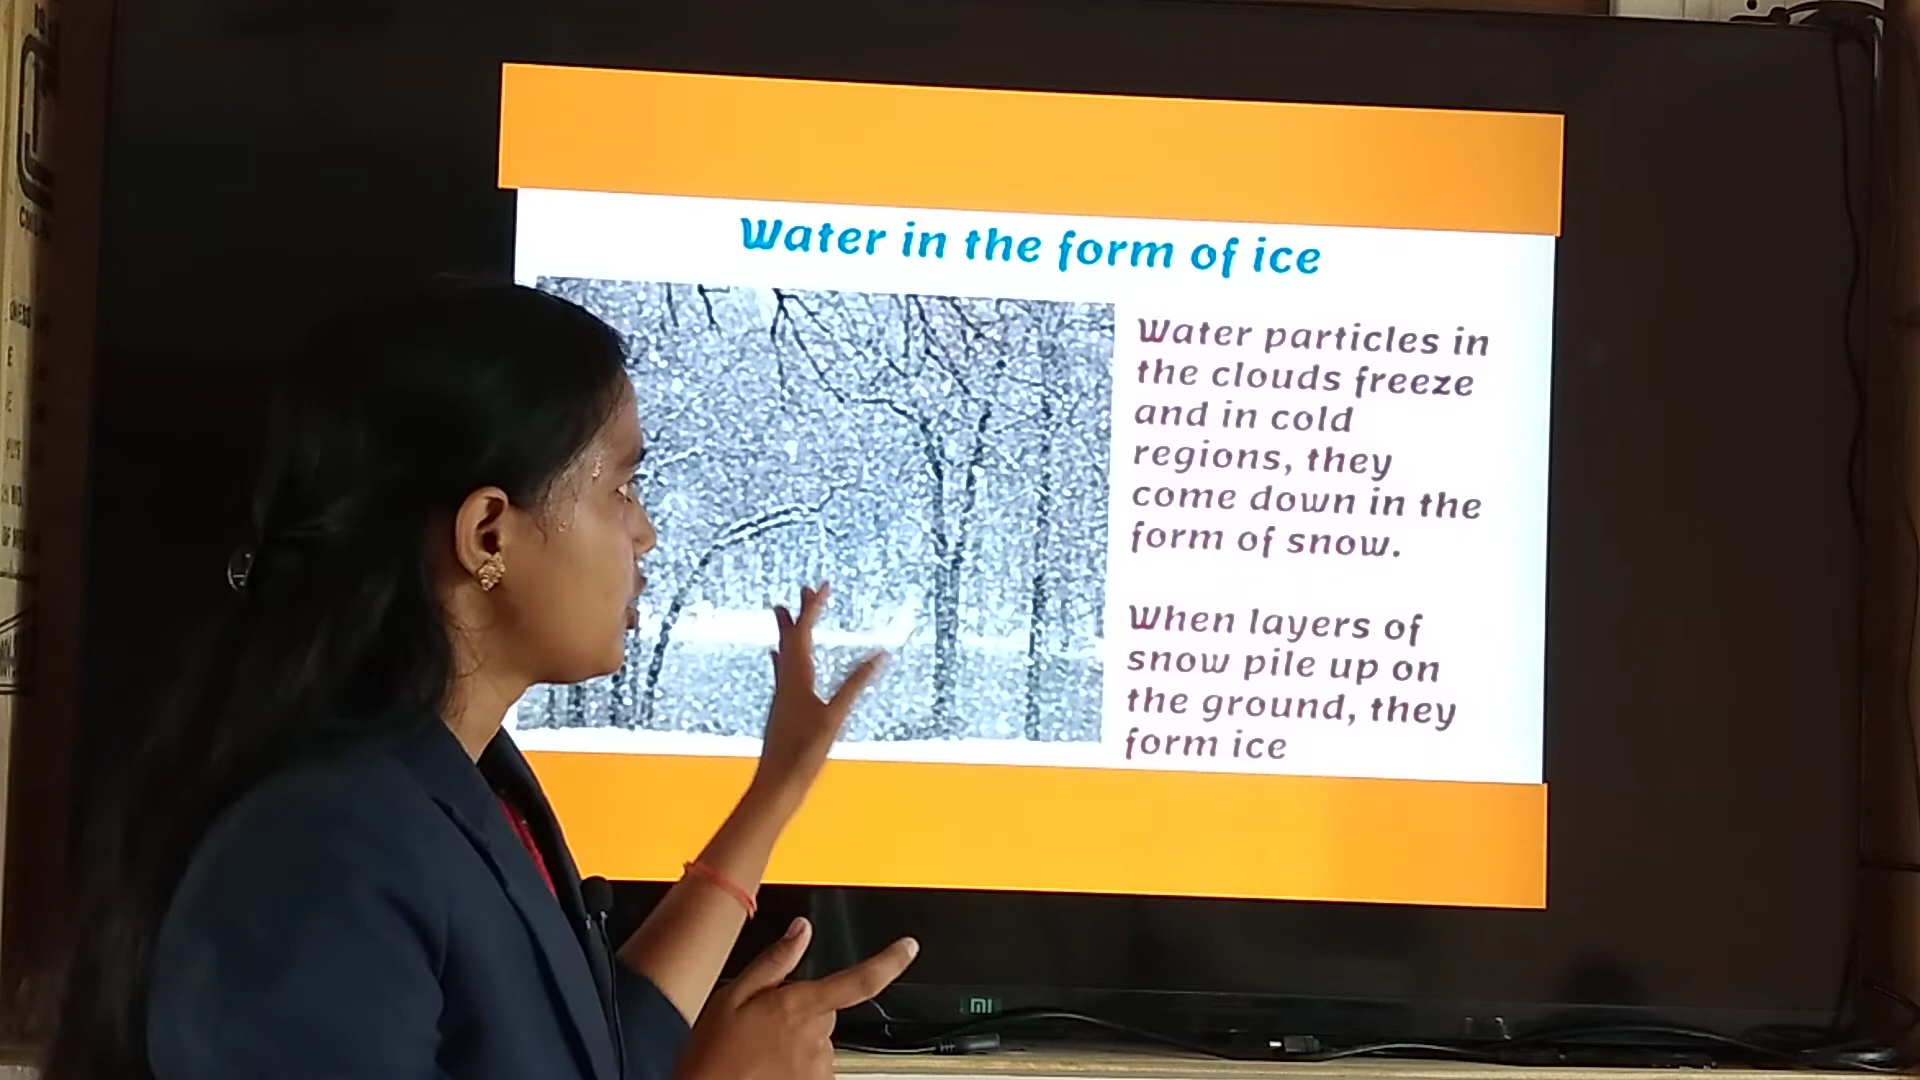 Water in the form of ice
Water particles in
the clouds freeze
and in cold
regions, they
come down in the
form of snow.
When layers of
snow pile up on
the ground, they
form ice
mi